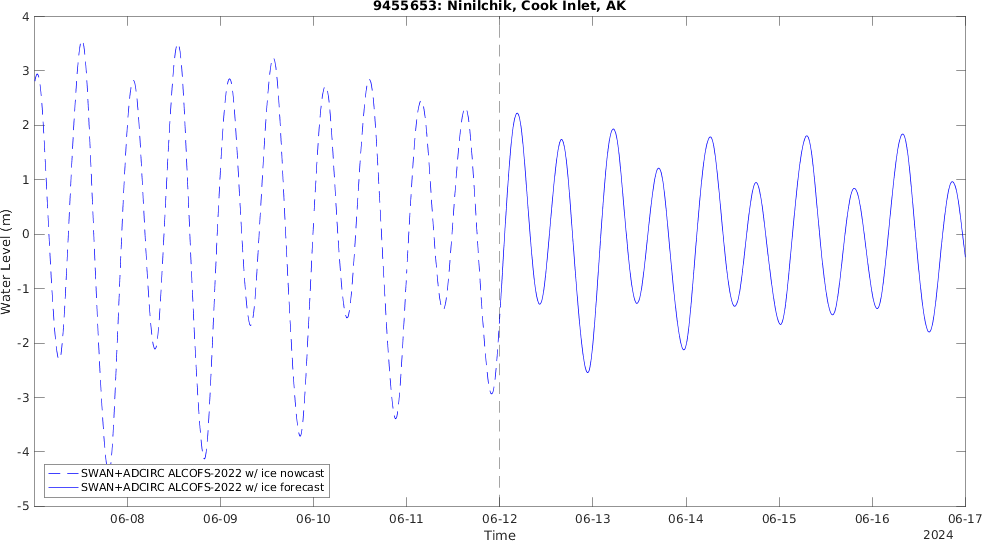 9455653: Ninilchik, Cook Inlet, AK
4
3
2
1
0
-1
-2
-3
-4
-5
Water Level (m)
SWAN+ADCIRC ALCOFS-2022 w/ ice nowcast
SWAN+ADCIRC ALCOFS-2022 w/ ice forecast
06-08 06-09 06-10 06-11 06-12 06-13 06-14 06-15 06-16 06-17
Time
2024